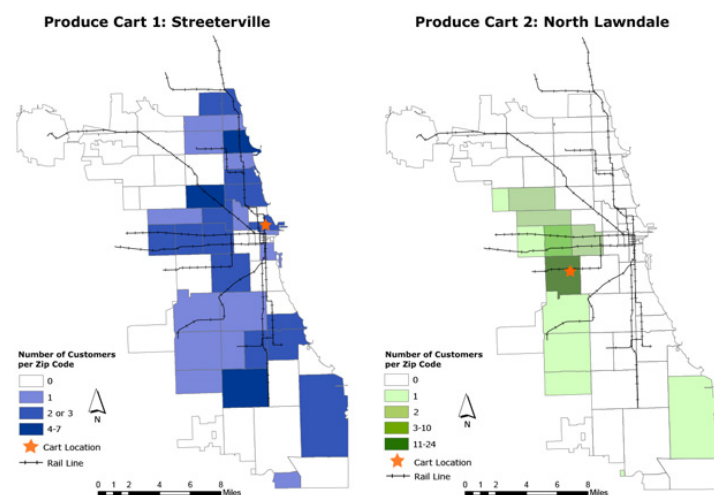 Produce Cart 1: Streeterville
Number of Customers
per Zip Code
0
1
2 or 3
4-7
Cart Location
Rail Line
N
0 2 4 6 8
Miles
Produce Cart 2: North Lawndale
Number of Customers
per Zip Code
0
1
2
3-10
11-24
Cart Location
Rail Line
N
0 2 4 6 8
Miles